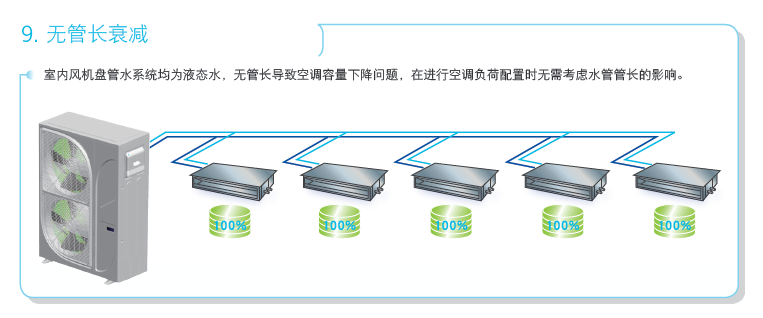 9. 无管长衰减
室内风机盘管水系统均为液态水，无管长导致空调容量下降问题，在进行空调负荷配置时无需考虑水管管长的影响。
100% 100% 100% 100% 100%